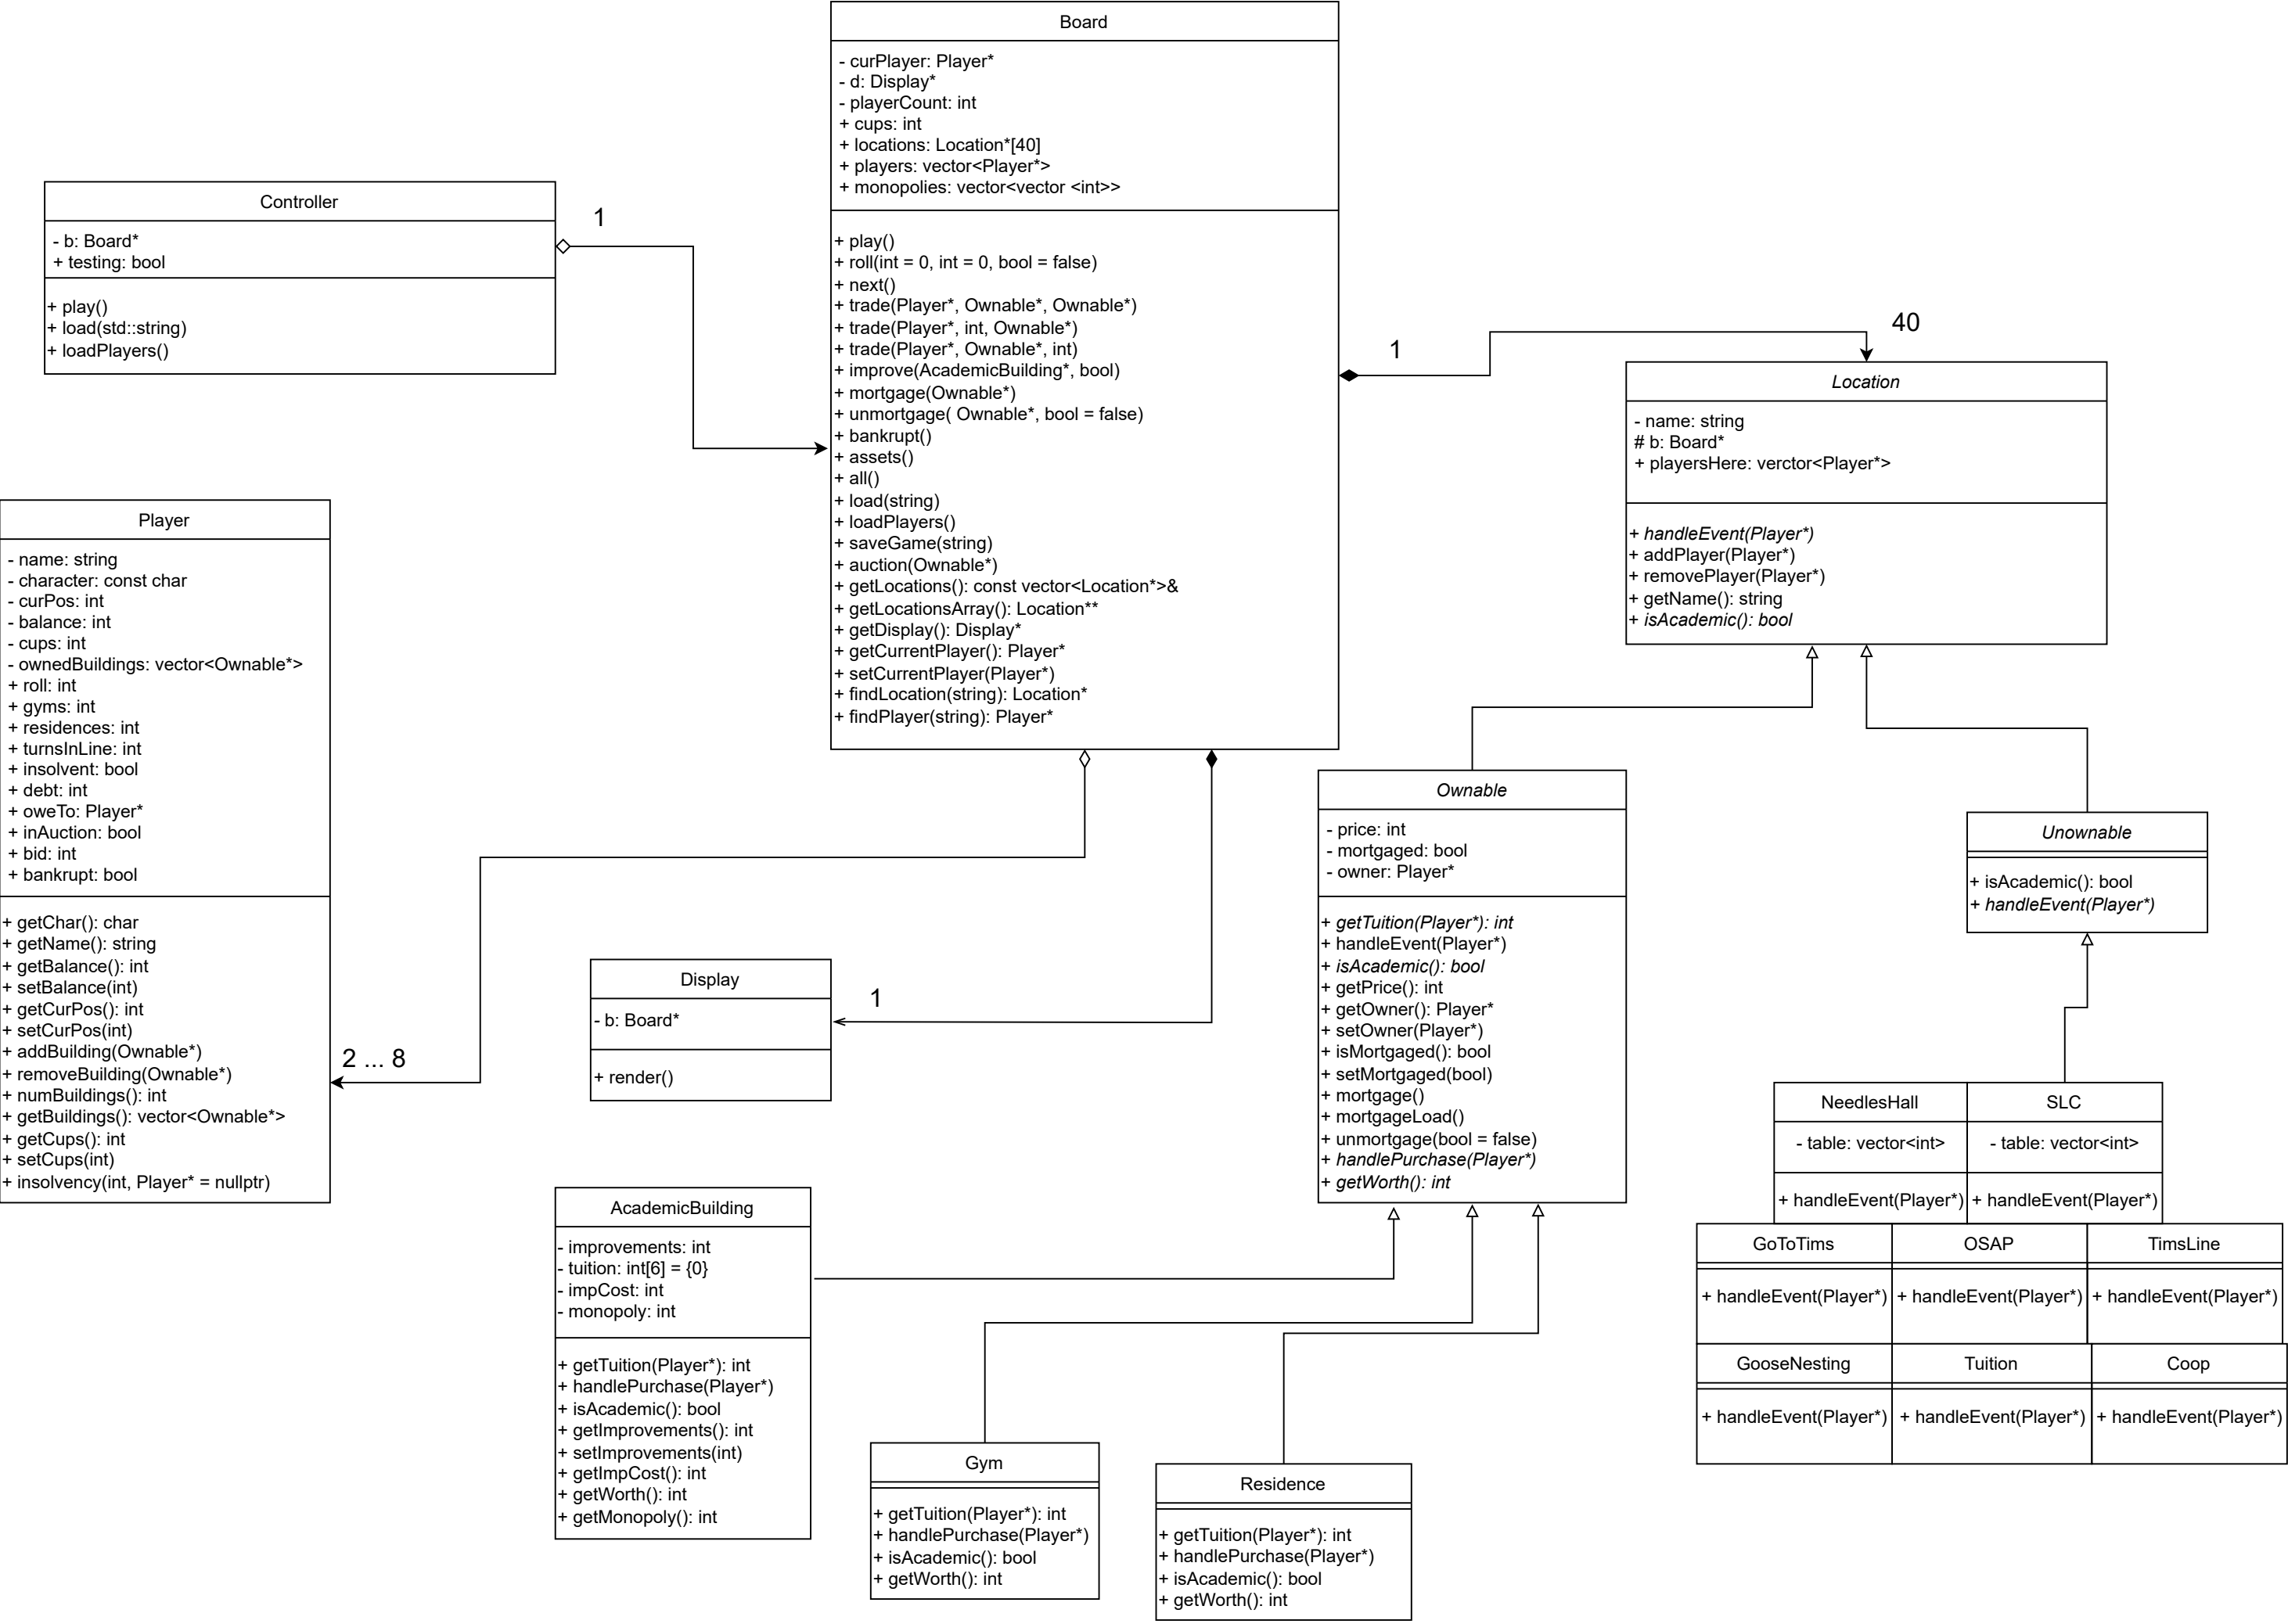 Board
- curPlayer: Player*
- d: Display*
- playerCount: int
+ cups: int
+ locations: Location*[40]
+ players: vector<Player*>
+ monopolies: vector<vector <int>>
+ play()
+ roll(int = 0, int = 0, bool = false)
+ next()
+ trade(Player*, Ownable*, Ownable*)
+ trade(Player*, int, Ownable*)
+ trade(Player*, Ownable*, int)
+ improve(AcademicBuilding*, bool)
+ mortgage(Ownable*)
+ unmortgage( Ownable*, bool = false)
+ bankrupt()
+ assets()
+ all()
+ load(string)
+ loadPlayers()
+ saveGame(string)
+ auction(Ownable*)
+ getLocations(): const vector<Location*>&
+ getLocationsArray(): Location**
+ getDisplay(): Display*
+ getCurrentPlayer(): Player*
+ setCurrentPlayer(Player*)
+ findLocation(string): Location*
+ findPlayer(string): Player*
Controller
- b: Board*
+ testing: bool
+ play()
+ load(std::string)
+ loadPlayers()
1
1
40
Location
- name: string
# b: Board*
+ playersHere: verctor<Player*>
+ handleEvent(Player*)
+ addPlayer(Player*)
+ removePlayer(Player*)
+ getName(): string
+ isAcademic(): bool
Player
- name: string
- character: const char
- curPos: int
- balance: int
- cups: int
- ownedBuildings: vector<Ownable*>
+ roll: int
+ gyms: int
+ residences: int
+ turnsInLine: int
+ insolvent: bool
+ debt: int
+ oweTo: Player*
+ inAuction: bool
+ bid: int
+ bankrupt: bool
+ getChar(): char
+ getName(): string
+ getBalance(): int
+ setBalance(int)
+ getCurPos(): int
+ setCurPos(int)
+ addBuilding(Ownable*)
+ removeBuilding(Ownable*)
+ numBuildings(): int
+ getBuildings(): vector<Ownable*>
+ getCups(): int
+ setCups(int)
+ insolvency(int, Player* = nullptr)
2 ... 8
Display
- b: Board*
+ render()
1
Ownable
- price: int
- mortgaged: bool
- owner: Player*
+ getTuition(Player*): int
+ handleEvent(Player*)
+ isAcademic(): bool
+ getPrice(): int
+ getOwner(): Player*
+ setOwner(Player*)
+ isMortgaged(): bool
+ setMortgaged(bool)
+ mortgage()
+ mortgageLoad()
+ unmortgage(bool = false)
+ handlePurchase(Player*)
+ getWorth(): int
Unownable
+ isAcademic(): bool
+ handleEvent(Player*)
AcademicBuilding
- improvements: int
- tuition: int[6] = {0}
- impCost: int
- monopoly: int
+ getTuition(Player*): int
+ handlePurchase(Player*)
+ isAcademic(): bool
+ getImprovements(): int
+ setImprovements(int)
+ getImpCost(): int
+ getWorth(): int
+ getMonopoly(): int
Gym
+ getTuition(Player*): int
+ handlePurchase(Player*)
+ isAcademic(): bool
+ getWorth(): int
Residence
+ getTuition(Player*): int
+ handlePurchase(Player*)
+ isAcademic(): bool
+ getWorth(): int
NeedlesHall
- table: vector<int>
+ handleEvent(Player*)
SLC
- table: vector<int>
+ handleEvent(Player*)
GoToTims
+ handleEvent(Player*)
OSAP
+ handleEvent(Player*)
TimsLine
+ handleEvent(Player*)
GooseNesting
+ handleEvent(Player*)
Tuition
+ handleEvent(Player*)
Coop
+ handleEvent(Player*)